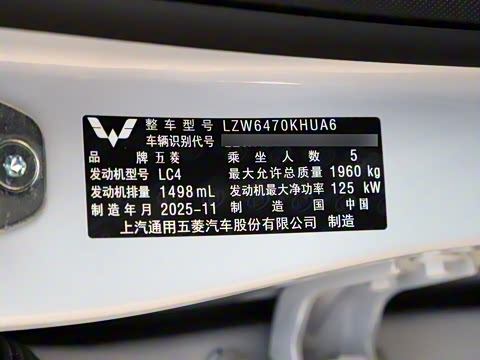 整车型号 LZW6470KHUA6
车辆识别代号
品牌 五菱 乘坐人数 5
发动机型号 LC4 最大允许总质量 1960 kg
发动机排量 1498 mL 发动机最大净功率 125 kW
制造年月 2025-11 制造国 中国
上汽通用五菱汽车股份有限公司 制造